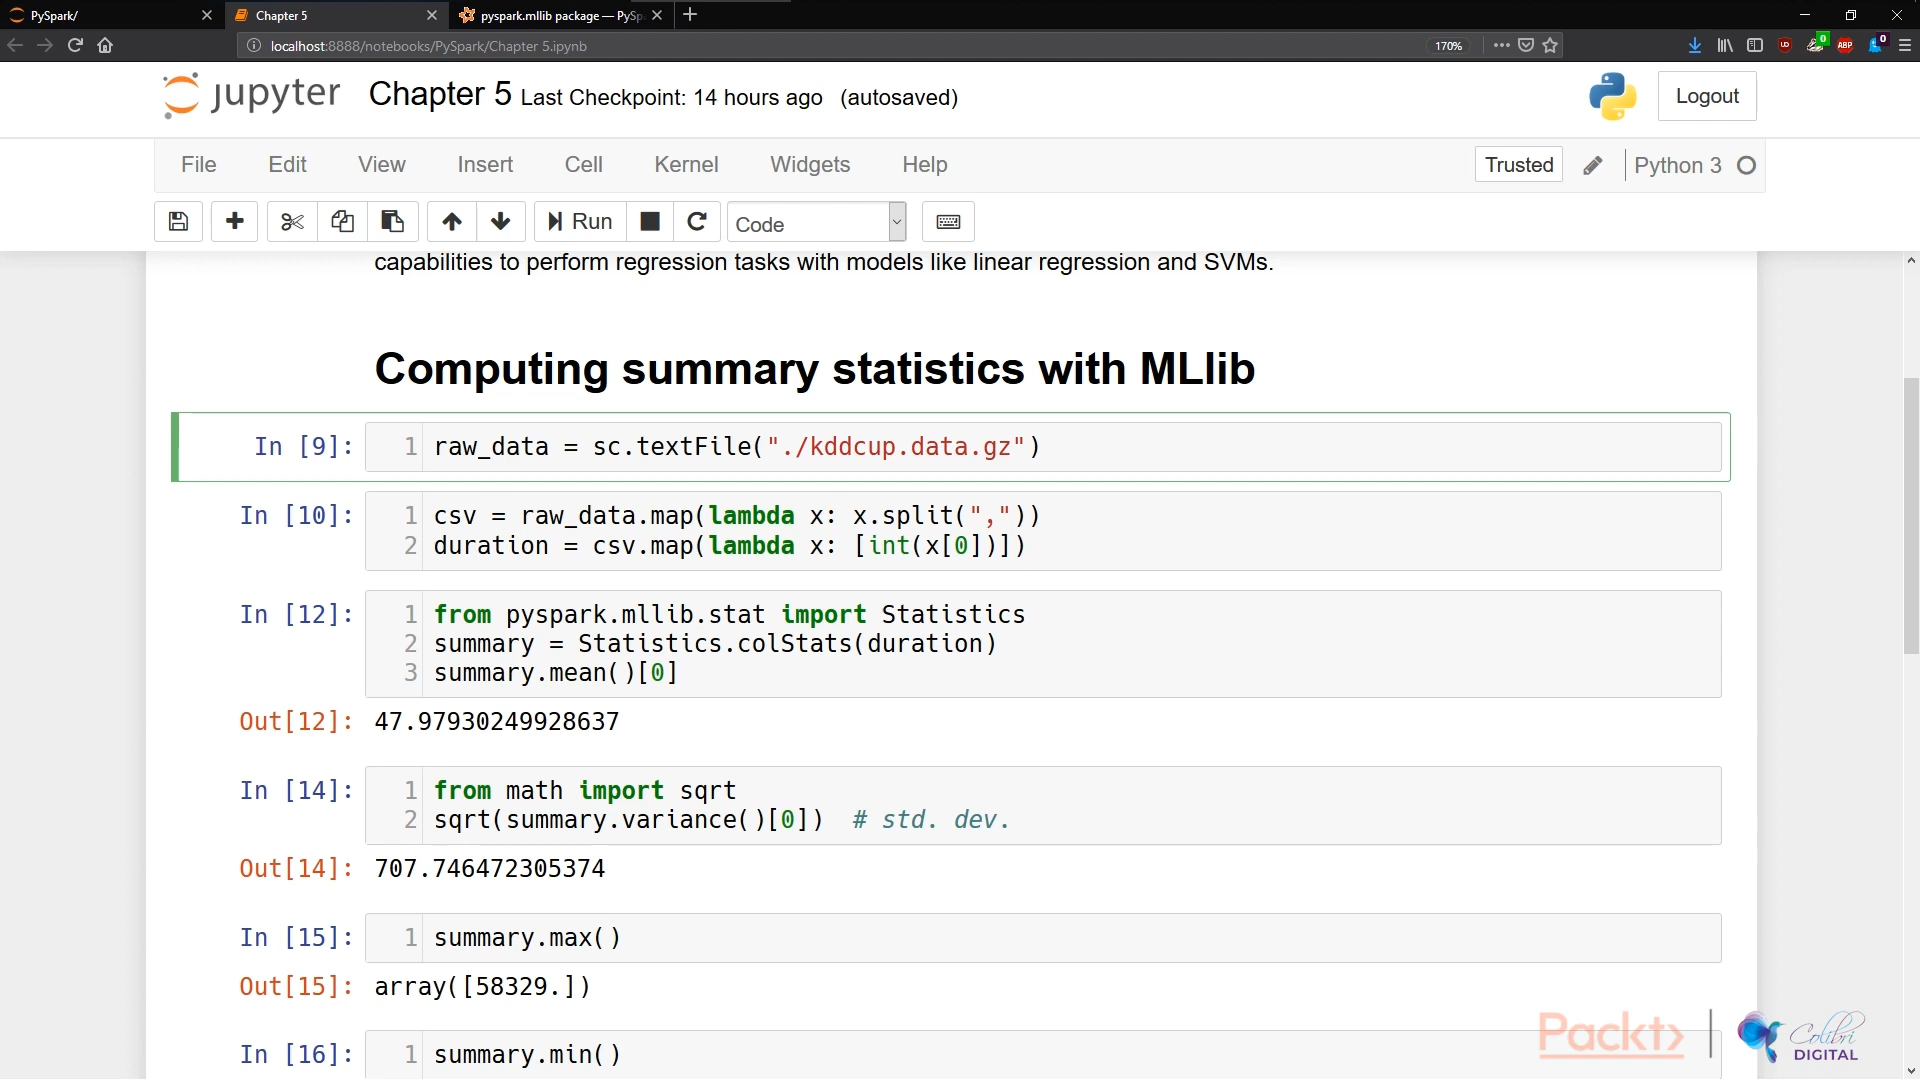 PySpark/
Chapter 5
pyspark.mllib package — PySp
localhost:8888/notebooks/PySpark/Chapter 5.ipynb
170%
UD
0
ABP
0
jupyter
Chapter 5 Last Checkpoint: 14 hours ago (autosaved)
Logout
File Edit View Insert Cell Kernel Widgets Help
Trusted
Python 3
Run
Code
capabilities to perform regression tasks with models like linear regression and SVMs.
Computing summary statistics with MLlib
In [9]: 1 raw_data = sc.textFile("./kddcup.data.gz")
In [10]: 1 csv = raw_data.map(lambda x: x.split(","))
2 duration = csv.map(lambda x: [int(x[0])])
In [12]: 1 from pyspark.mllib.stat import Statistics
2 summary = Statistics.colStats(duration)
3 summary.mean()[0]
Out[12]: 47.97930249928637
In [14]: 1 from math import sqrt
2 sqrt(summary.variance()[0]) # std. dev.
Out[14]: 707.746472305374
In [15]: 1 summary.max()
Out[15]: array([58329.])
In [16]: 1 summary.min()
Packt>
Colibri
DIGITAL